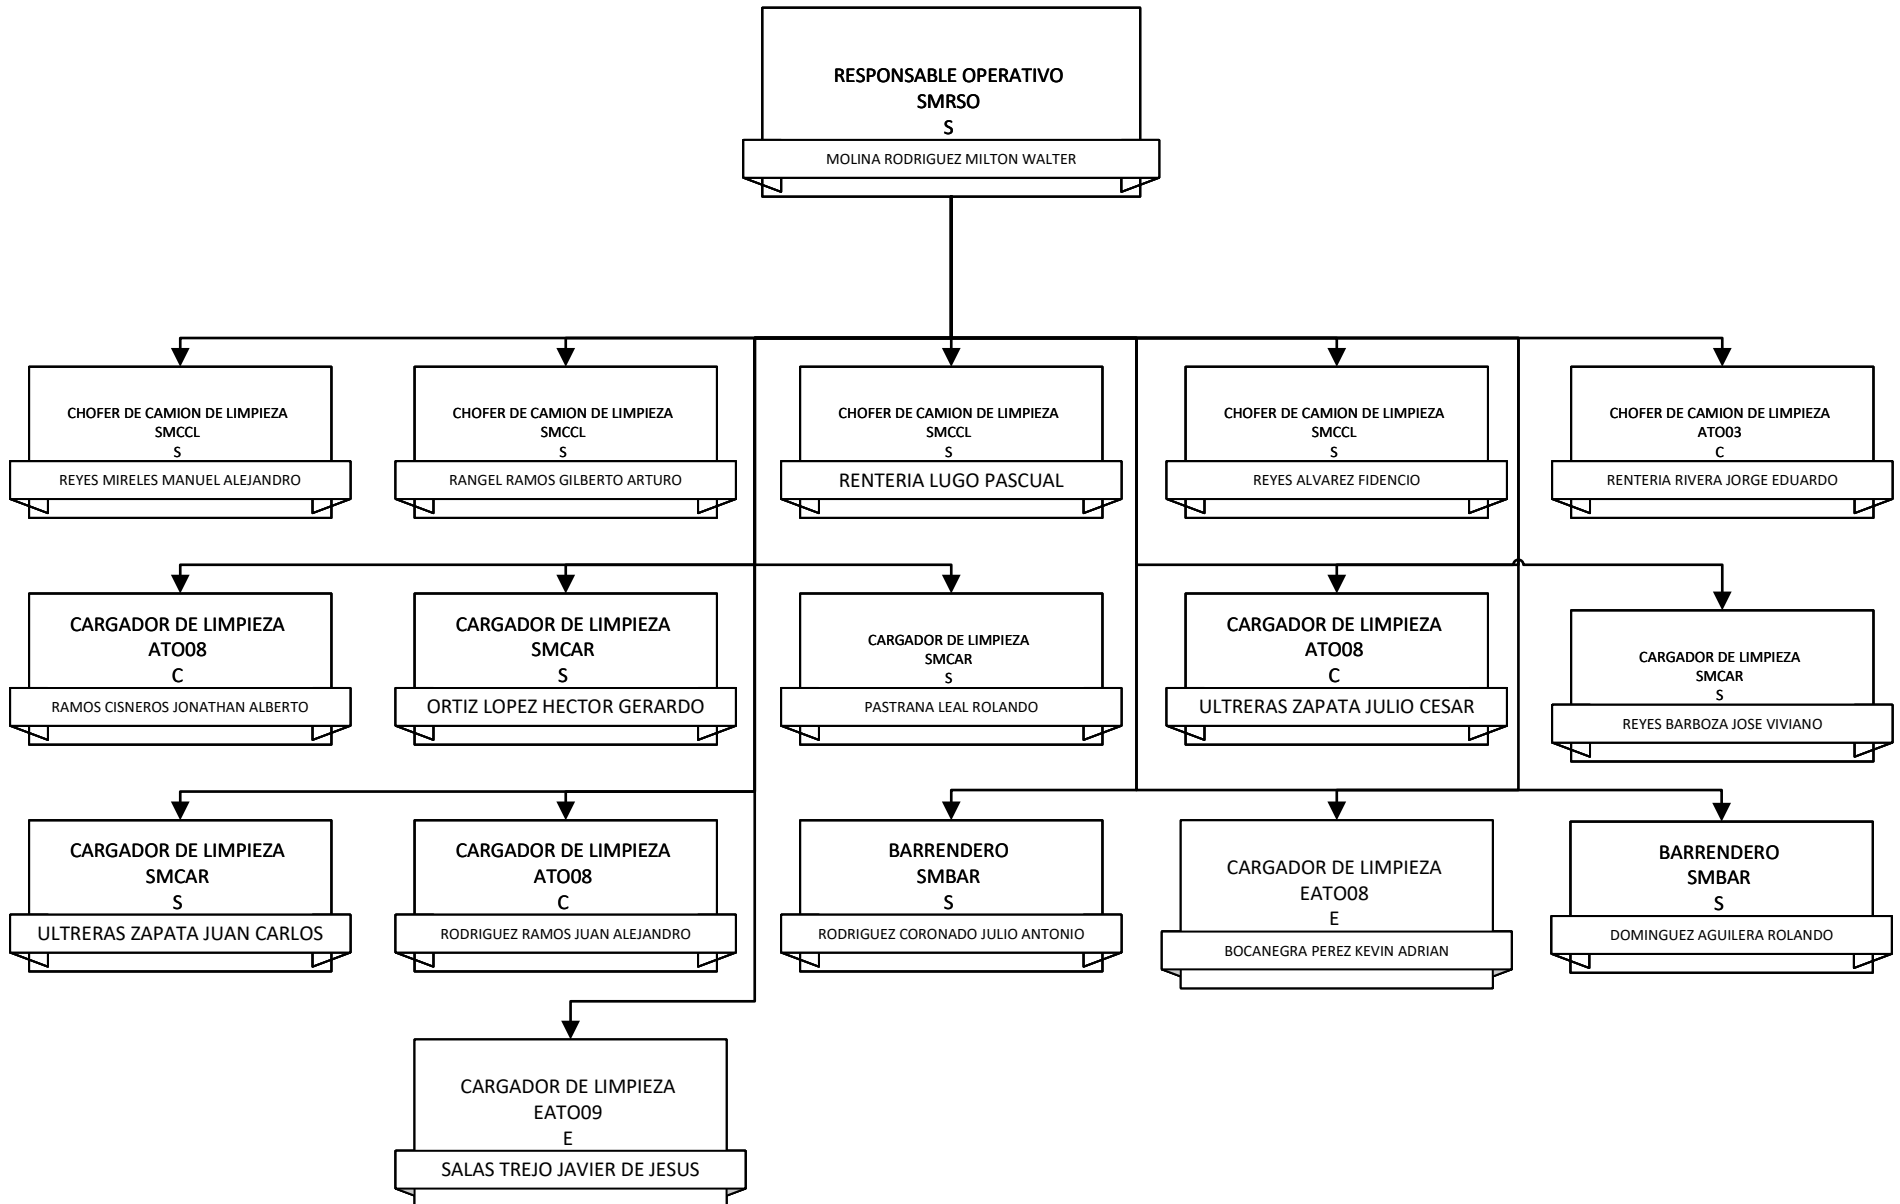 RESPONSABLE OPERATIVO
SMRSO
S
MOLINA RODRIGUEZ MILTON WALTER
CHOFER DE CAMION DE LIMPIEZA
SMCCL
S
REYES MIRELES MANUEL ALEJANDRO
CHOFER DE CAMION DE LIMPIEZA
SMCCL
S
RANGEL RAMOS GILBERTO ARTURO
CHOFER DE CAMION DE LIMPIEZA
SMCCL
S
RENTERIA LUGO PASCUAL
CHOFER DE CAMION DE LIMPIEZA
SMCCL
S
REYES ALVAREZ FIDENCIO
CHOFER DE CAMION DE LIMPIEZA
ATO03
C
RENTERIA RIVERA JORGE EDUARDO
CARGADOR DE LIMPIEZA
ATO08
C
RAMOS CISNEROS JONATHAN ALBERTO
CARGADOR DE LIMPIEZA
SMCAR
S
ORTIZ LOPEZ HECTOR GERARDO
CARGADOR DE LIMPIEZA
SMCAR
S
PASTRANA LEAL ROLANDO
CARGADOR DE LIMPIEZA
ATO08
C
ULTRERAS ZAPATA JULIO CESAR
CARGADOR DE LIMPIEZA
SMCAR
S
REYES BARBOZA JOSE VIVIANO
CARGADOR DE LIMPIEZA
SMCAR
S
ULTRERAS ZAPATA JUAN CARLOS
CARGADOR DE LIMPIEZA
ATO08
C
RODRIGUEZ RAMOS JUAN ALEJANDRO
BARRENDERO
SMBAR
S
RODRIGUEZ CORONADO JULIO ANTONIO
CARGADOR DE LIMPIEZA
EATO08
E
BOCANEGRA PEREZ KEVIN ADRIAN
BARRENDERO
SMBAR
S
DOMINGUEZ AGUILERA ROLANDO
CARGADOR DE LIMPIEZA
EATO09
E
SALAS TREJO JAVIER DE JESUS